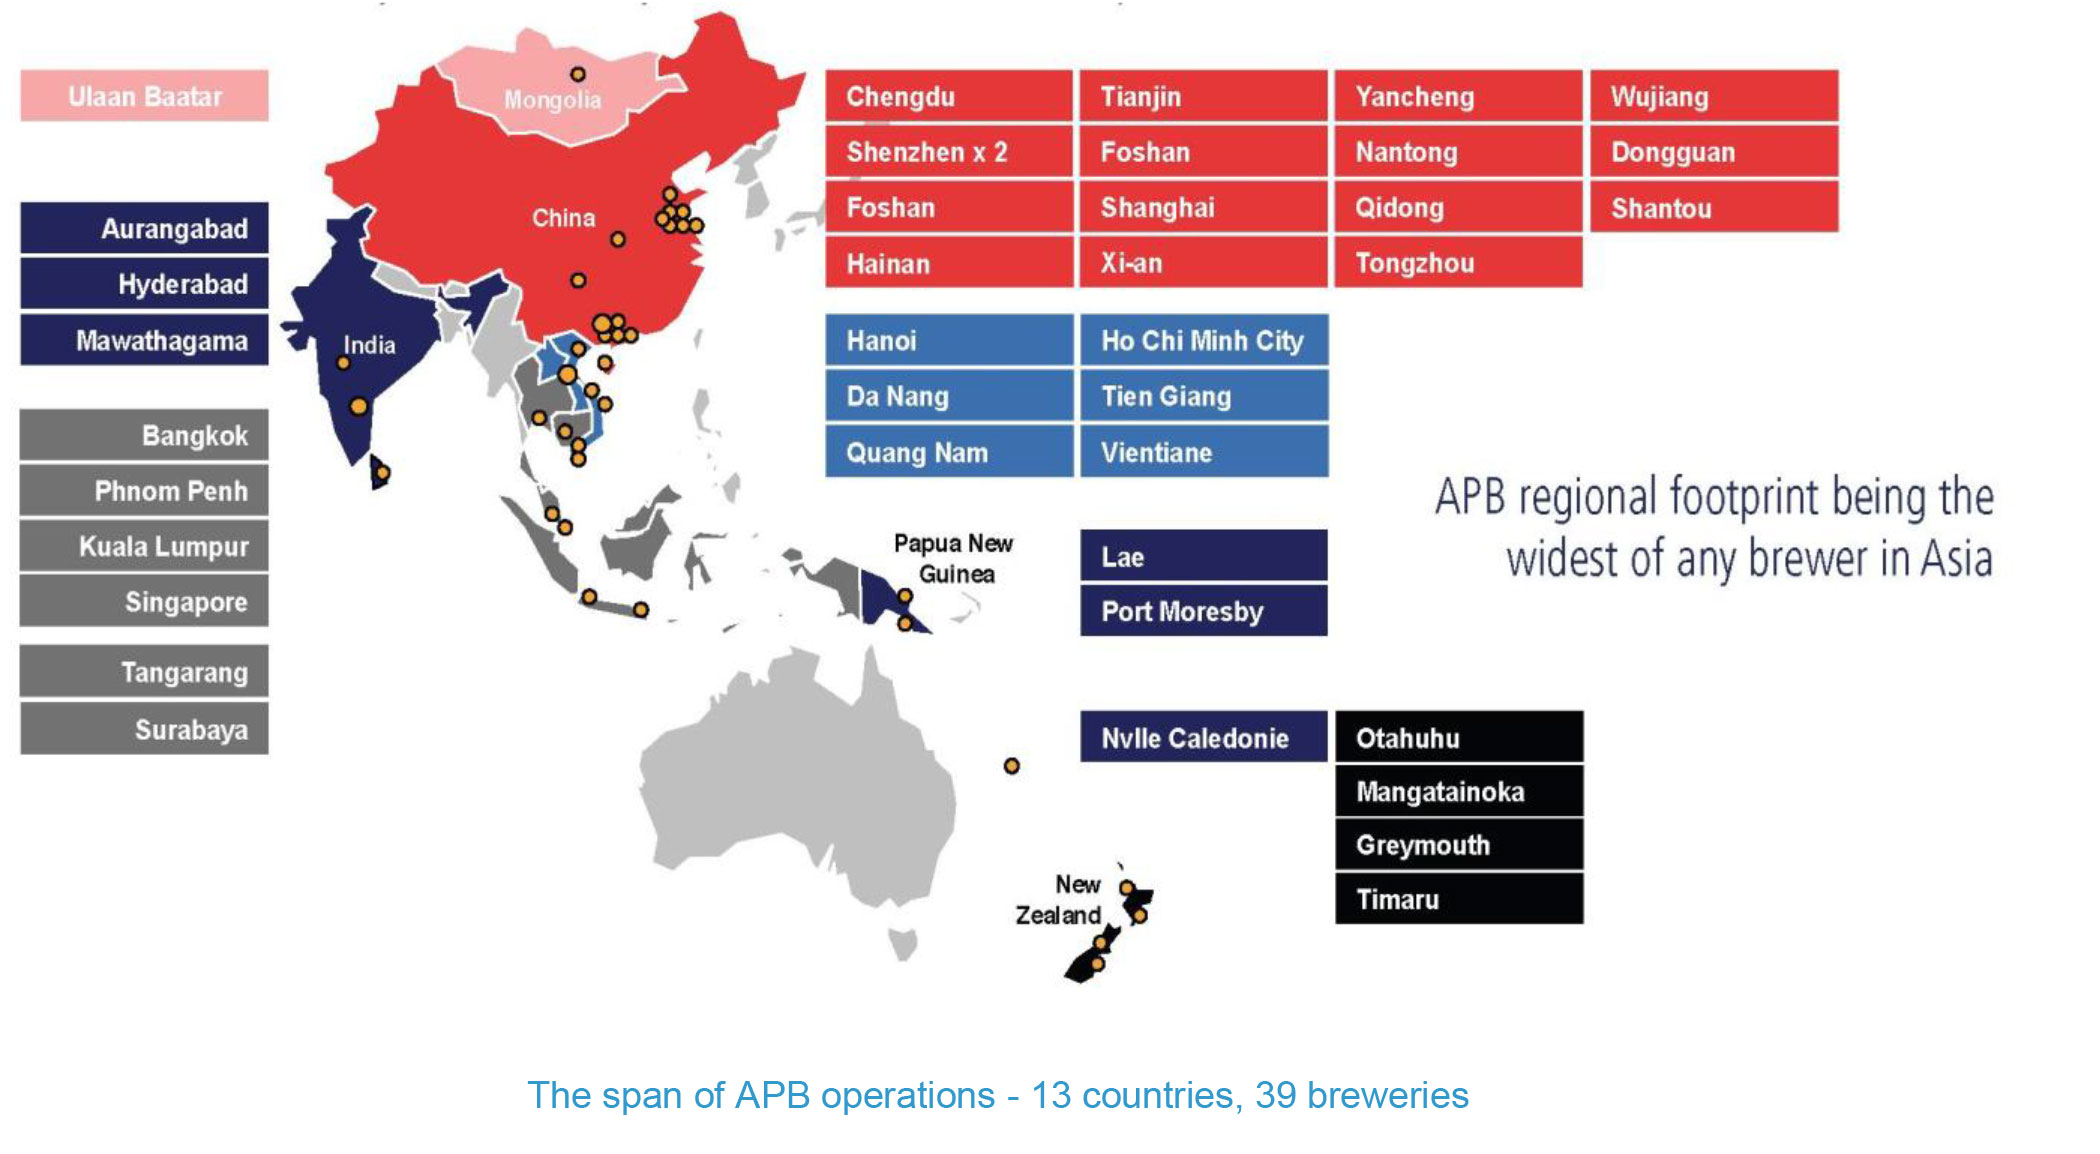 Ulaan Baatar
Aurangabad
Hyderabad
Mawathagama
Bangkok
Phnom Penh
Kuala Lumpur
Singapore
Tangarang
Surabaya
Mongolia
China
India
Papua New
Guinea
New
Zealand
Chengdu
Tianjin
Yancheng
Wujiang
Shenzhen x 2
Foshan
Nantong
Dongguan
Foshan
Shanghai
Qidong
Shantou
Hainan
Xi-an
Tongzhou
Hanoi
Ho Chi Minh City
Da Nang
Tien Giang
Quang Nam
Vientiane
APB regional footprint being the
widest of any brewer in Asia
Lae
Port Moresby
Nvlle Caledonie
Otahuhu
Mangatainoka
Greymouth
Timaru
The span of APB operations - 13 countries, 39 breweries